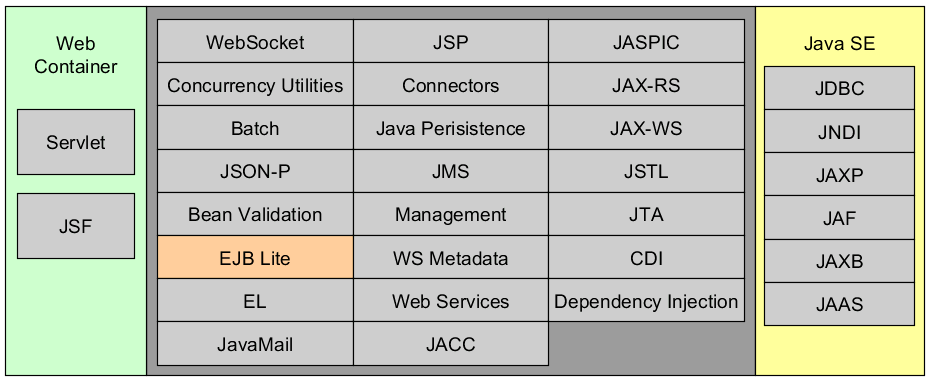 Web
Container
Servlet
JSF
WebSocket
JSP
JASPIC
Concurrency Utilities
Connectors
JAX-RS
Batch
Java Perisistence
JAX-WS
JSON-P
JMS
JSTL
Bean Validation
Management
JTA
EJB Lite
WS Metadata
CDI
EL
Web Services
Dependency Injection
JavaMail
JACC
Java SE
JDBC
JNDI
JAXP
JAF
JAXB
JAAS